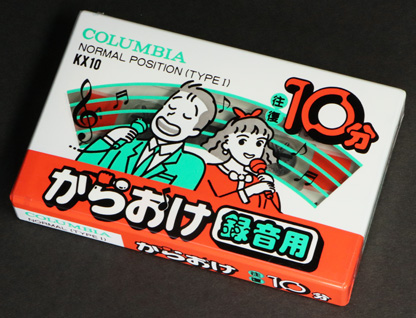 COLUMBIA
NORMAL POSITION (TYPE I)
KX10
往復 10分
からおけ 録音用
COLUMBIA
NORMAL (TYPE I)
からおけ 往復 10分